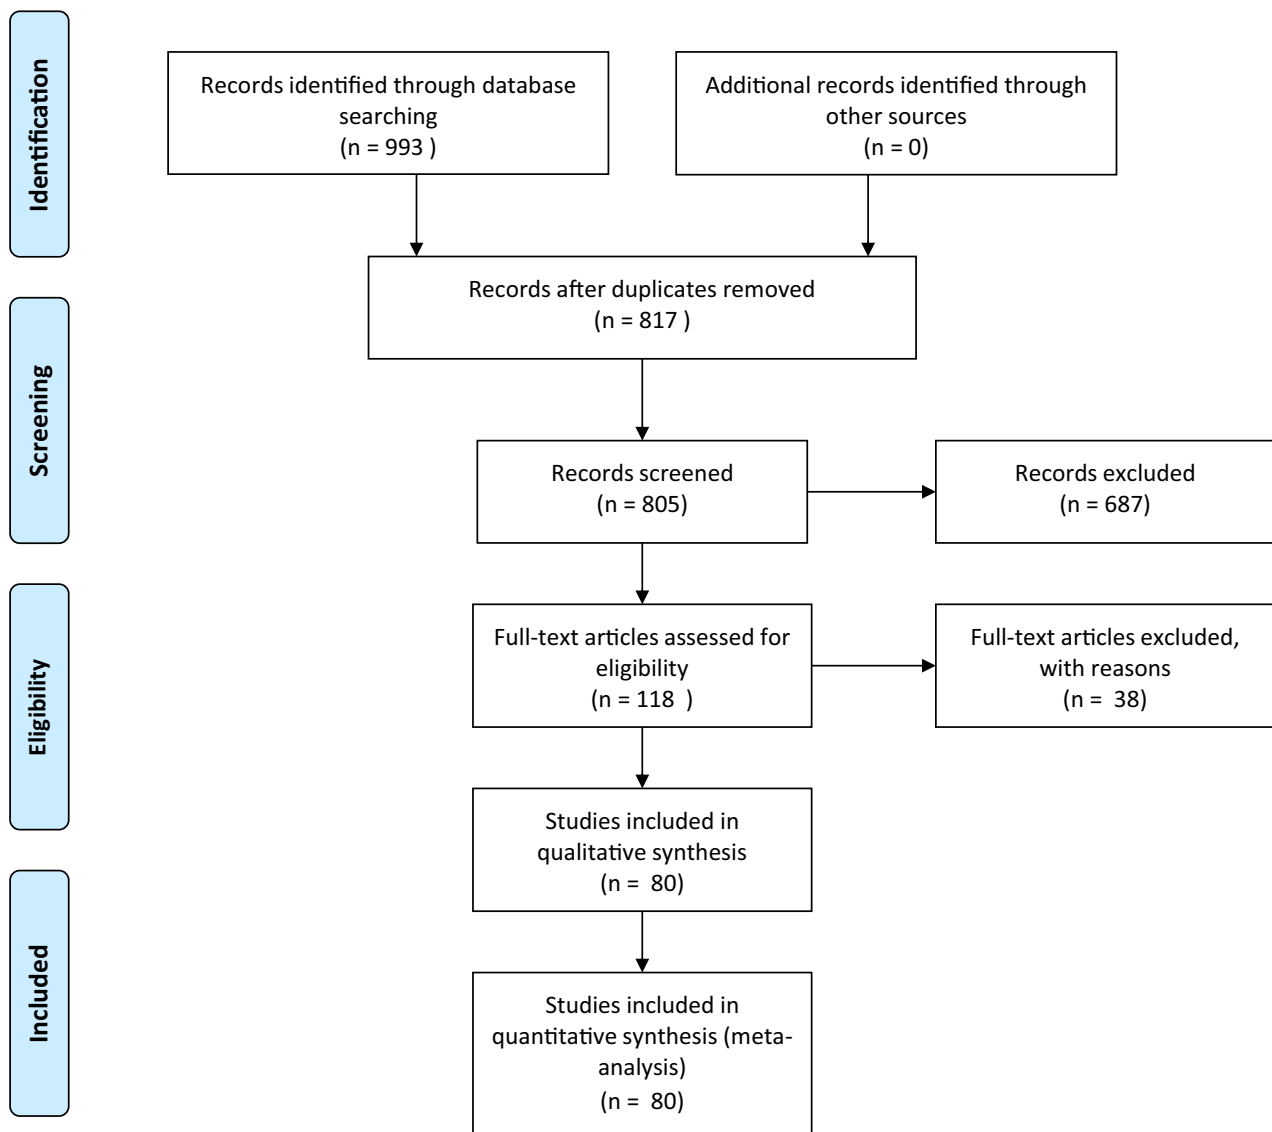 Identification
Records identified through database
searching
(n = 993 )
Additional records identified through
other sources
(n = 0)
Records after duplicates removed
(n = 817 )
Screening
Records screened
(n = 805)
Records excluded
(n = 687)
Eligibility
Full-text articles assessed for
eligibility
(n = 118  )
Full-text articles excluded,
with reasons
(n =  38)
Studies included in
qualitative synthesis
(n =  80)
Included
Studies included in
quantitative synthesis (meta-
analysis)
(n =  80)